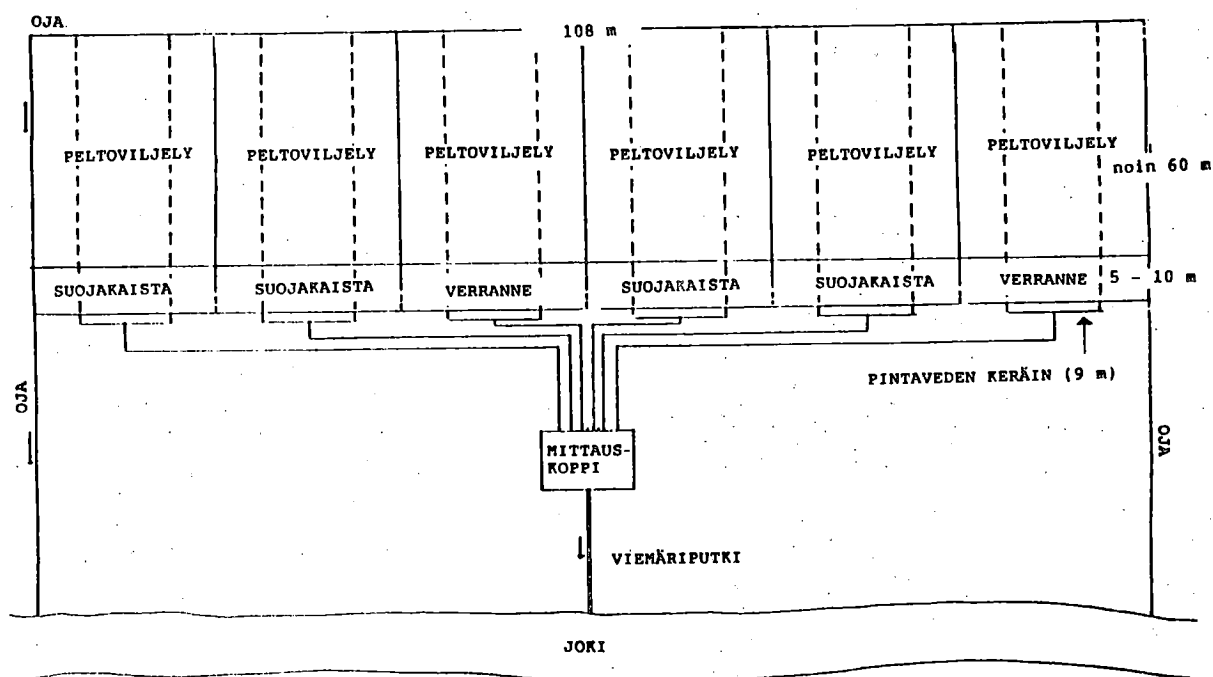 OJA
108 m
PELTOVILJELY PELTOVILJELY PELTOVILJELY PELTOVILJELY PELTOVILJELY PELTOVILJELY
noin 60 m
SUOJAKAISTA SUOJAKAISTA VERRANNE SUOJAKAISTA SUOJAKAISTA VERRANNE 5 - 10 m
PINTAVEDEN KERÄIN (9 m)
OJA
OJA
MITTAUS-
KOPPI
VIEMÄRIPUTKI
JOKI